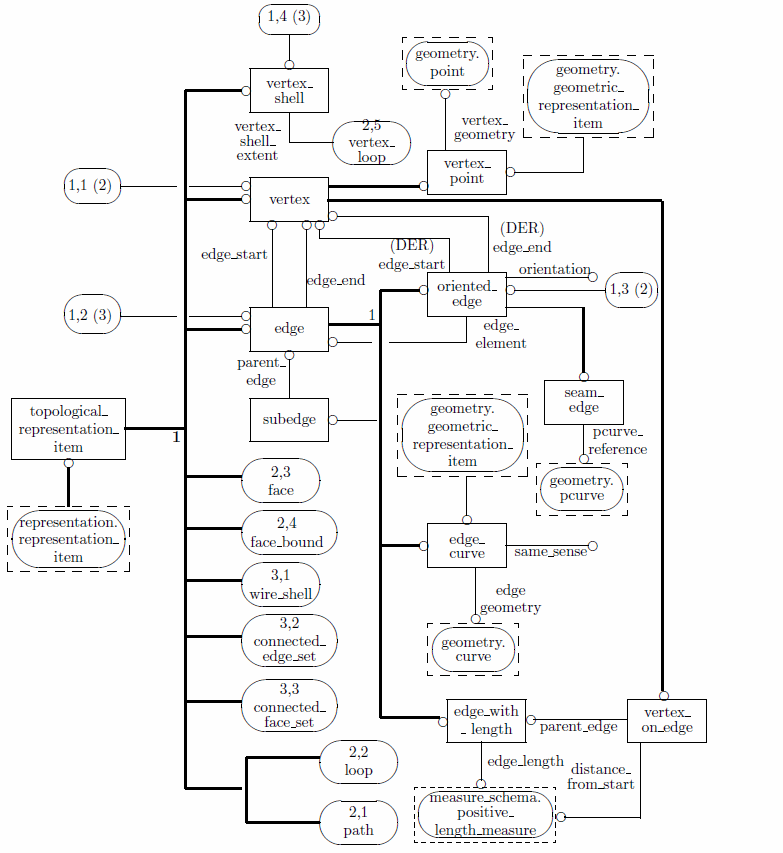 1,4 (3)
vertex_
shell
vertex_
shell_
extent
2,5
vertex_
loop
geometry.
point
vertex_
geometry
geometry.
geometric_
representation_
item
vertex_
point
1,1 (2)
vertex
edge_start
edge_end
(DER)
edge_start
(DER)
edge_end
orientation
oriented_
edge
1,3 (2)
1,2 (3)
edge
1
edge_
element
parent_
edge
subedge
seam_
edge
pcurve_
reference
geometry.
pcurve
geometry.
geometric_
representation_
item
topological_
representation_
item
1
representation.
representation_
item
2,3
face
2,4
face_bound
3,1
wire_shell
3,2
connected_
edge_set
3,3
connected_
face_set
2,2
loop
2,1
path
edge_
curve
same_sense
edge
geometry
geometry.
curve
edge_with
_ length
parent_edge
vertex_
on_edge
edge_length
distance_
from_start
measure_schema.
positive_
length_measure